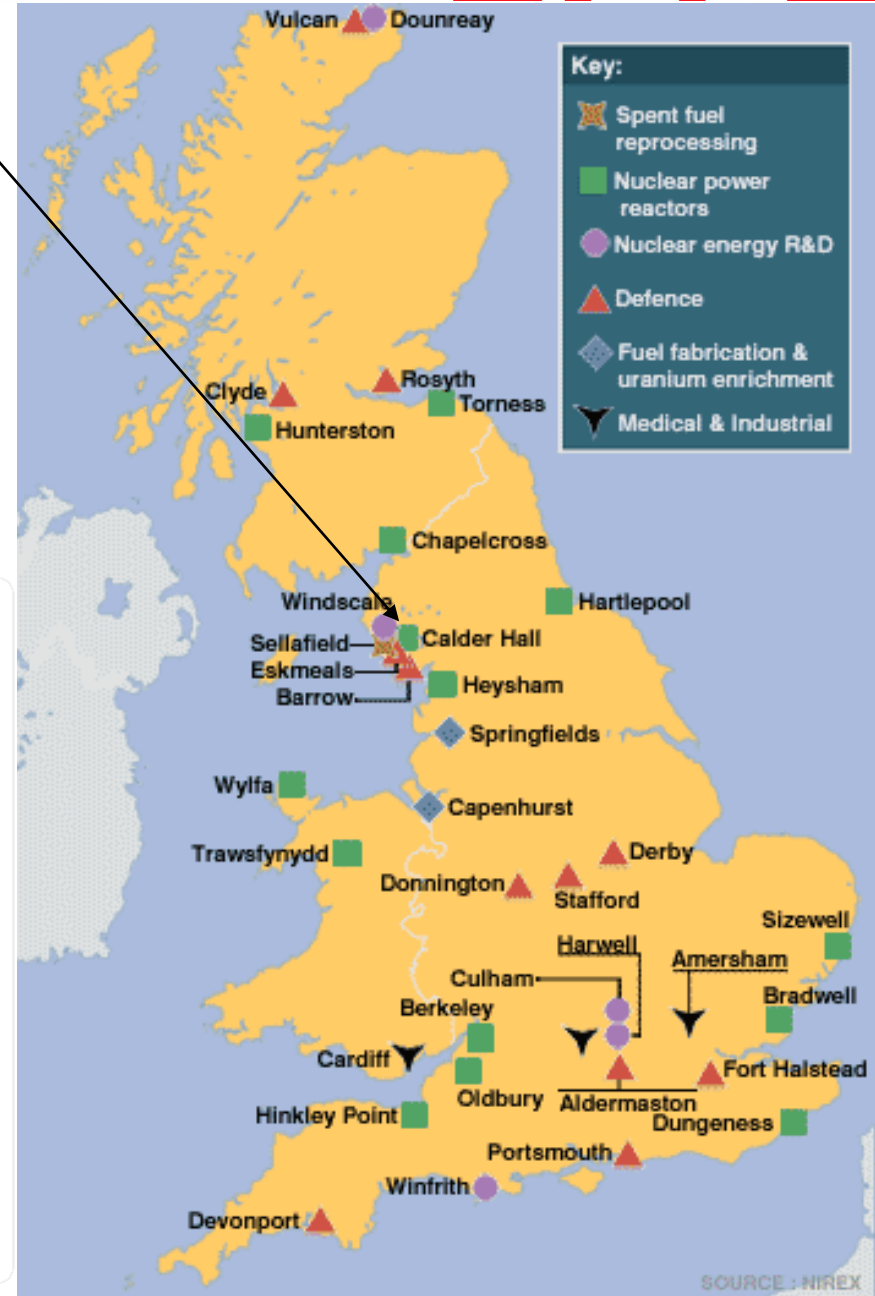 Vulcan
Dounreay
Key:
Spent fuel
reprocessing
Nuclear power
reactors
Nuclear energy R&D
Defence
Fuel fabrication &
uranium enrichment
Medical & Industrial
Clyde
Rosyth
Torness
Hunterston
Chapelcross
Windscale
Hartlepool
Sellafield
Calder Hall
Eskmeals
Barrow
Heysham
Springfields
Wylfa
Capenhurst
Trawsfynydd
Derby
Donnington
Stafford
Sizewell
Harwell
Amersham
Culham
Bradwell
Berkeley
Cardiff
Fort Halstead
Oldbury
Aldermaston
Hinkley Point
Dungeness
Portsmouth
Winfrith
Devonport
SOURCE : NIREX